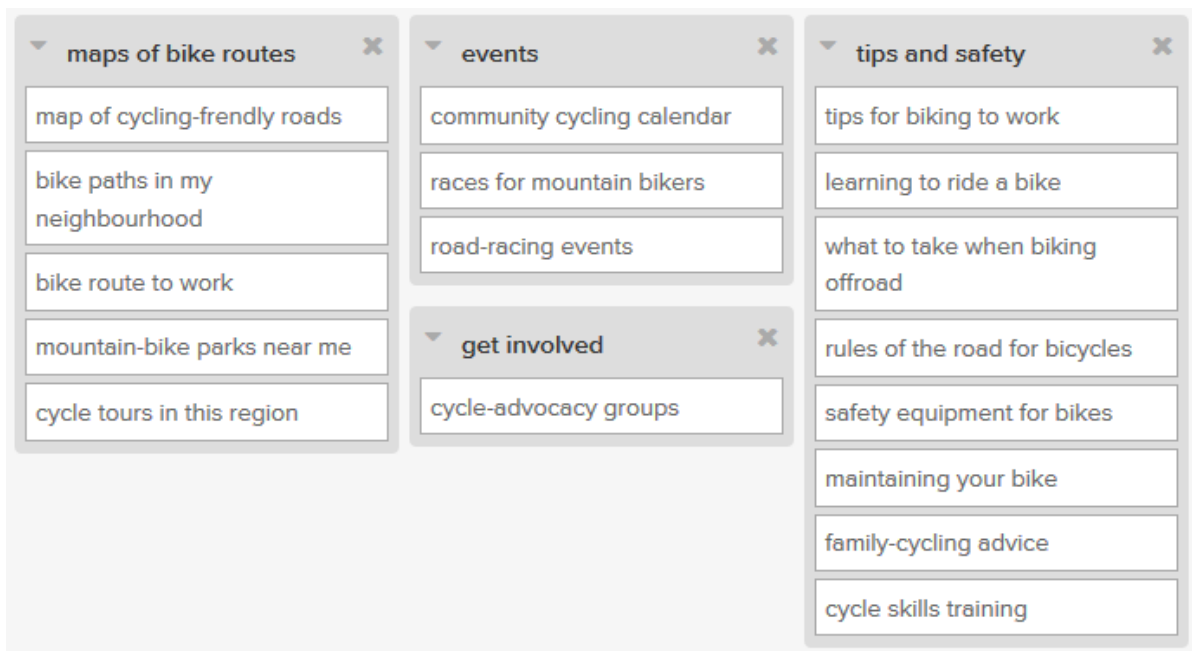 maps of bike routes
map of cycling-frendly roads
bike paths in my
neighbourhood
bike route to work
mountain-bike parks near me
cycle tours in this region
events
community cycling calendar
races for mountain bikers
road-racing events
get involved
cycle-advocacy groups
tips and safety
tips for biking to work
learning to ride a bike
what to take when biking
offroad
rules of the road for bicycles
safety equipment for bikes
maintaining your bike
family-cycling advice
cycle skills training